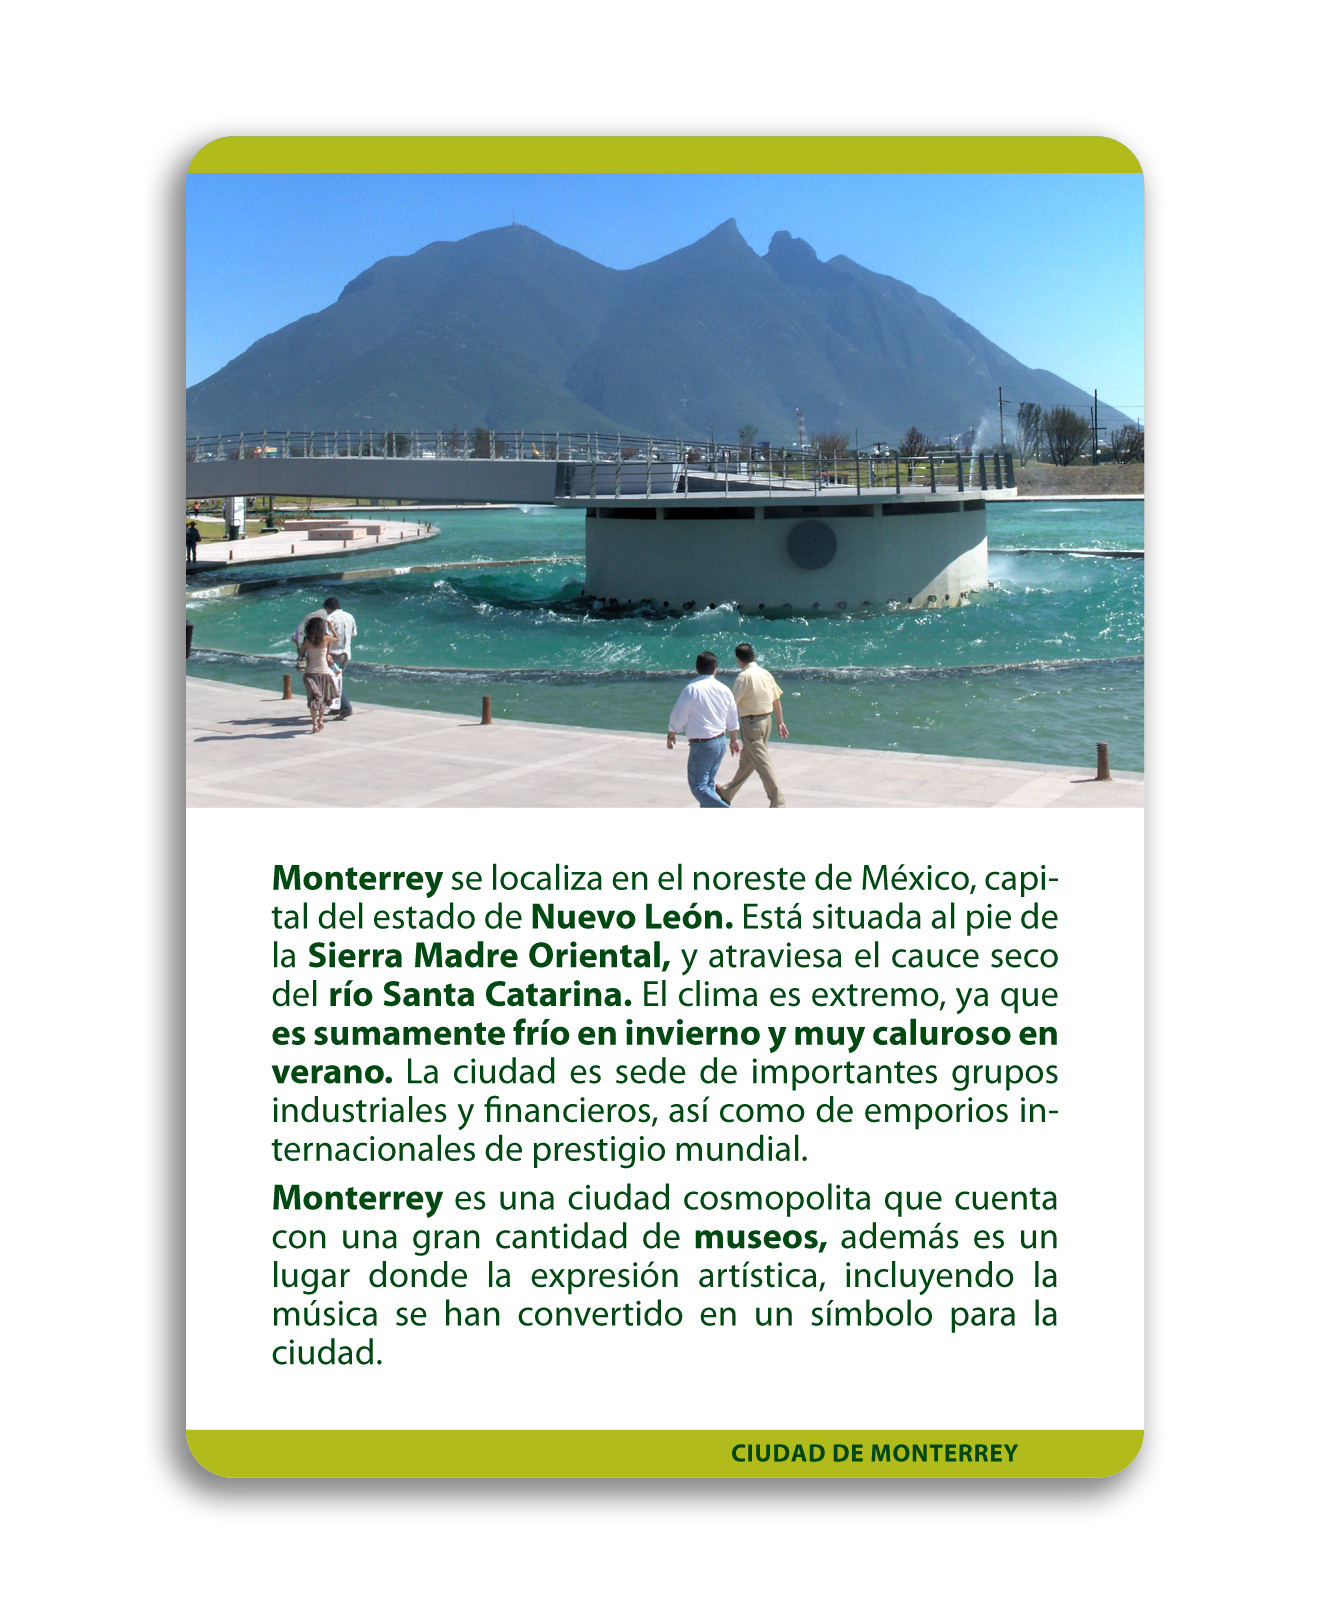 Monterrey se localiza en el noreste de México, capi-
tal del estado de Nuevo León. Está situada al pie de
la Sierra Madre Oriental, y atraviesa el cauce seco
del río Santa Catarina. El clima es extremo, ya que
es sumamente frío en invierno y muy caluroso en
verano. La ciudad es sede de importantes grupos
industriales y financieros, así como de emporios in-
ternacionales de prestigio mundial.
Monterrey es una ciudad cosmopolita que cuenta
con una gran cantidad de museos, además es un
lugar donde la expresión artística, incluyendo la
música se han convertido en un símbolo para la
ciudad.
CIUDAD DE MONTERREY